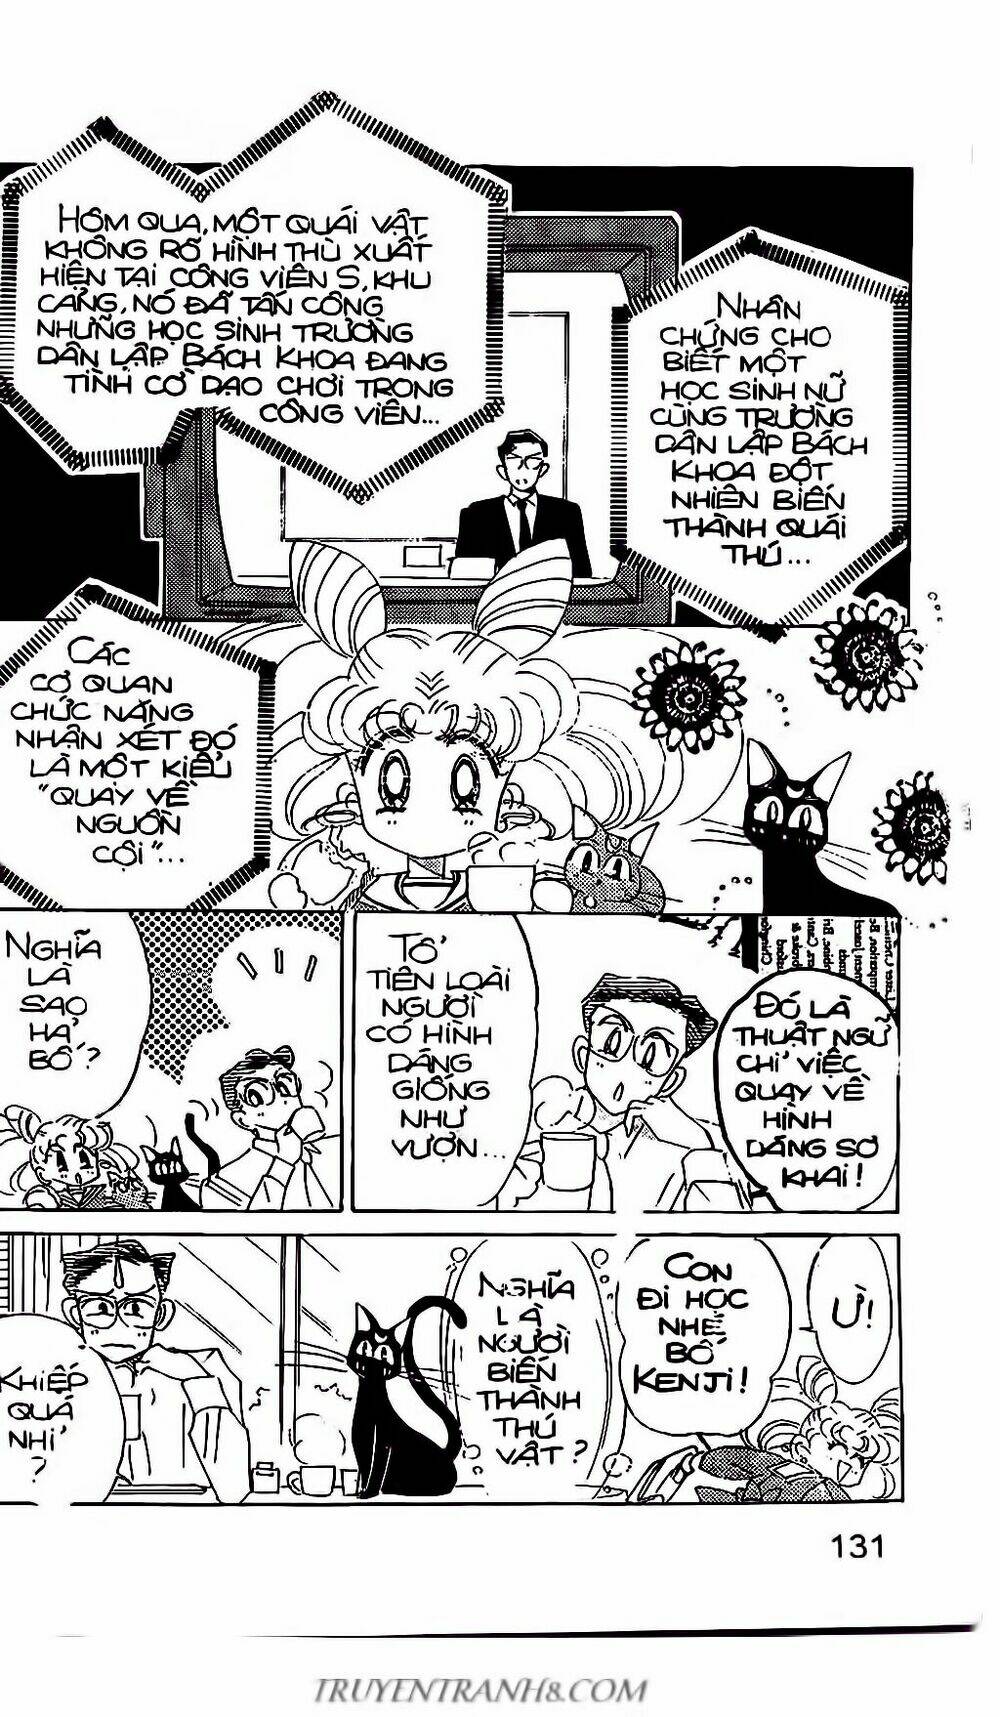 HÔM QUA, MỘT QUÁI VẬT
KHÔNG RÕ HÌNH THÙ XUẤT
HIỆN TẠI CÔNG VIÊN S, KHU
CẢNG, NÓ ĐÃ TẤN CÔNG
NHỮNG HỌC SINH TRƯỜNG
DÂN LẬP BÁCH KHOA ĐANG
TÌNH CỜ DẠO CHƠI TRONG
CÔNG VIÊN...
NHÂN
CHỨNG CHO
BIẾT MỘT
HỌC SINH NỮ
CÙNG TRƯỜNG
DÂN LẬP BÁCH
KHOA ĐỘT
NHIÊN BIẾN
THÀNH QUÁI
THÚ...
CÁC
CƠ QUAN
CHỨC NĂNG
NHẬN XÉT ĐÓ
LÀ MỘT KIỂU
"QUAY VỀ
NGUỒN
CỘI"...
NGHĨA
LÀ
SAO
HẢ
BỐ?
TỔ
TIÊN LOÀI
NGƯỜI
CÓ HÌNH
DÁNG
GIỐNG
NHƯ
VƯỢN...
ĐÓ LÀ
THUẬT NGỮ
CHỈ VIỆC
QUAY VỀ
HÌNH
DÁNG SƠ
KHAI!
KHIẾP
QUÁ
NHỈ
?
NGHĨA
LÀ
NGƯỜI
BIẾN
THÀNH
THÚ
VẬT?
CON
ĐI HỌC
NHÉ
BỐ
KENJI!
Ừ!
131
TRUYENTRANH8.COM